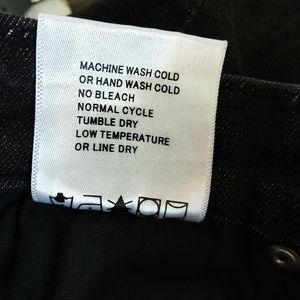 MACHINE WASH COLD
OR HAND WASH COLD
NO BLEACH
NORMAL CYCLE
TUMBLE DRY
LOW TEMPERATURE
OR LINE DRY